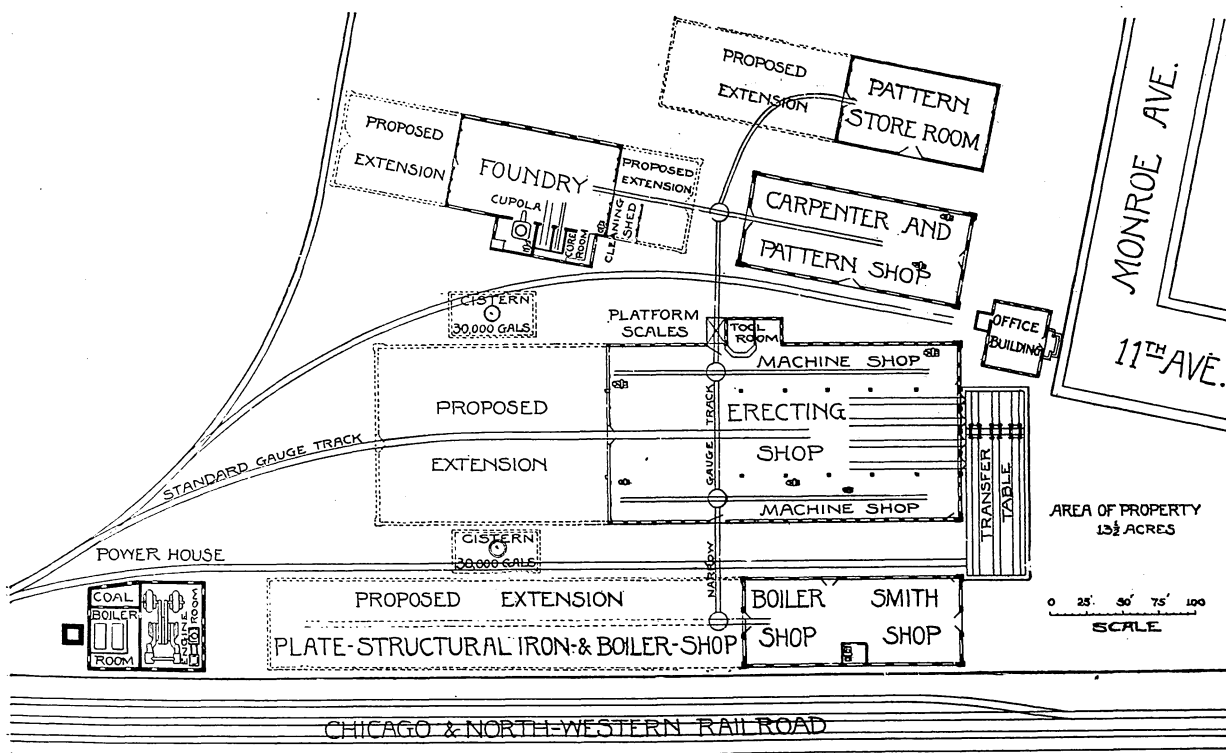 PROPOSED
EXTENSION
PATTERN
STORE ROOM
MONROE AVE.
PROPOSED
EXTENSION
FOUNDRY
PROPOSED
EXTENSION
CUPOLA
CORE
ROOM
CLEANING
SHED
CARPENTER AND
PATTERN SHOP
CISTERN
30,000 GALS
PLATFORM
SCALES
TOOL
ROOM
OFFICE
BUILDING
11TH AVE.
MACHINE SHOP
PROPOSED
EXTENSION
ERECTING
SHOP
STANDARD GAUGE TRACK
NARROW GAUGE TRACK
MACHINE SHOP
TRANSFER
TABLE
AREA OF PROPERTY
13½ ACRES
POWER HOUSE
CISTERN
30,000 GALS
COAL
BOILER
ROOM
ENGINE
ROOM
PROPOSED EXTENSION
PLATE-STRUCTURAL IRON-& BOILER-SHOP
BOILER
SHOP
SMITH
SHOP
0 25' 50' 75' 100
SCALE
CHICAGO & NORTH-WESTERN RAILROAD